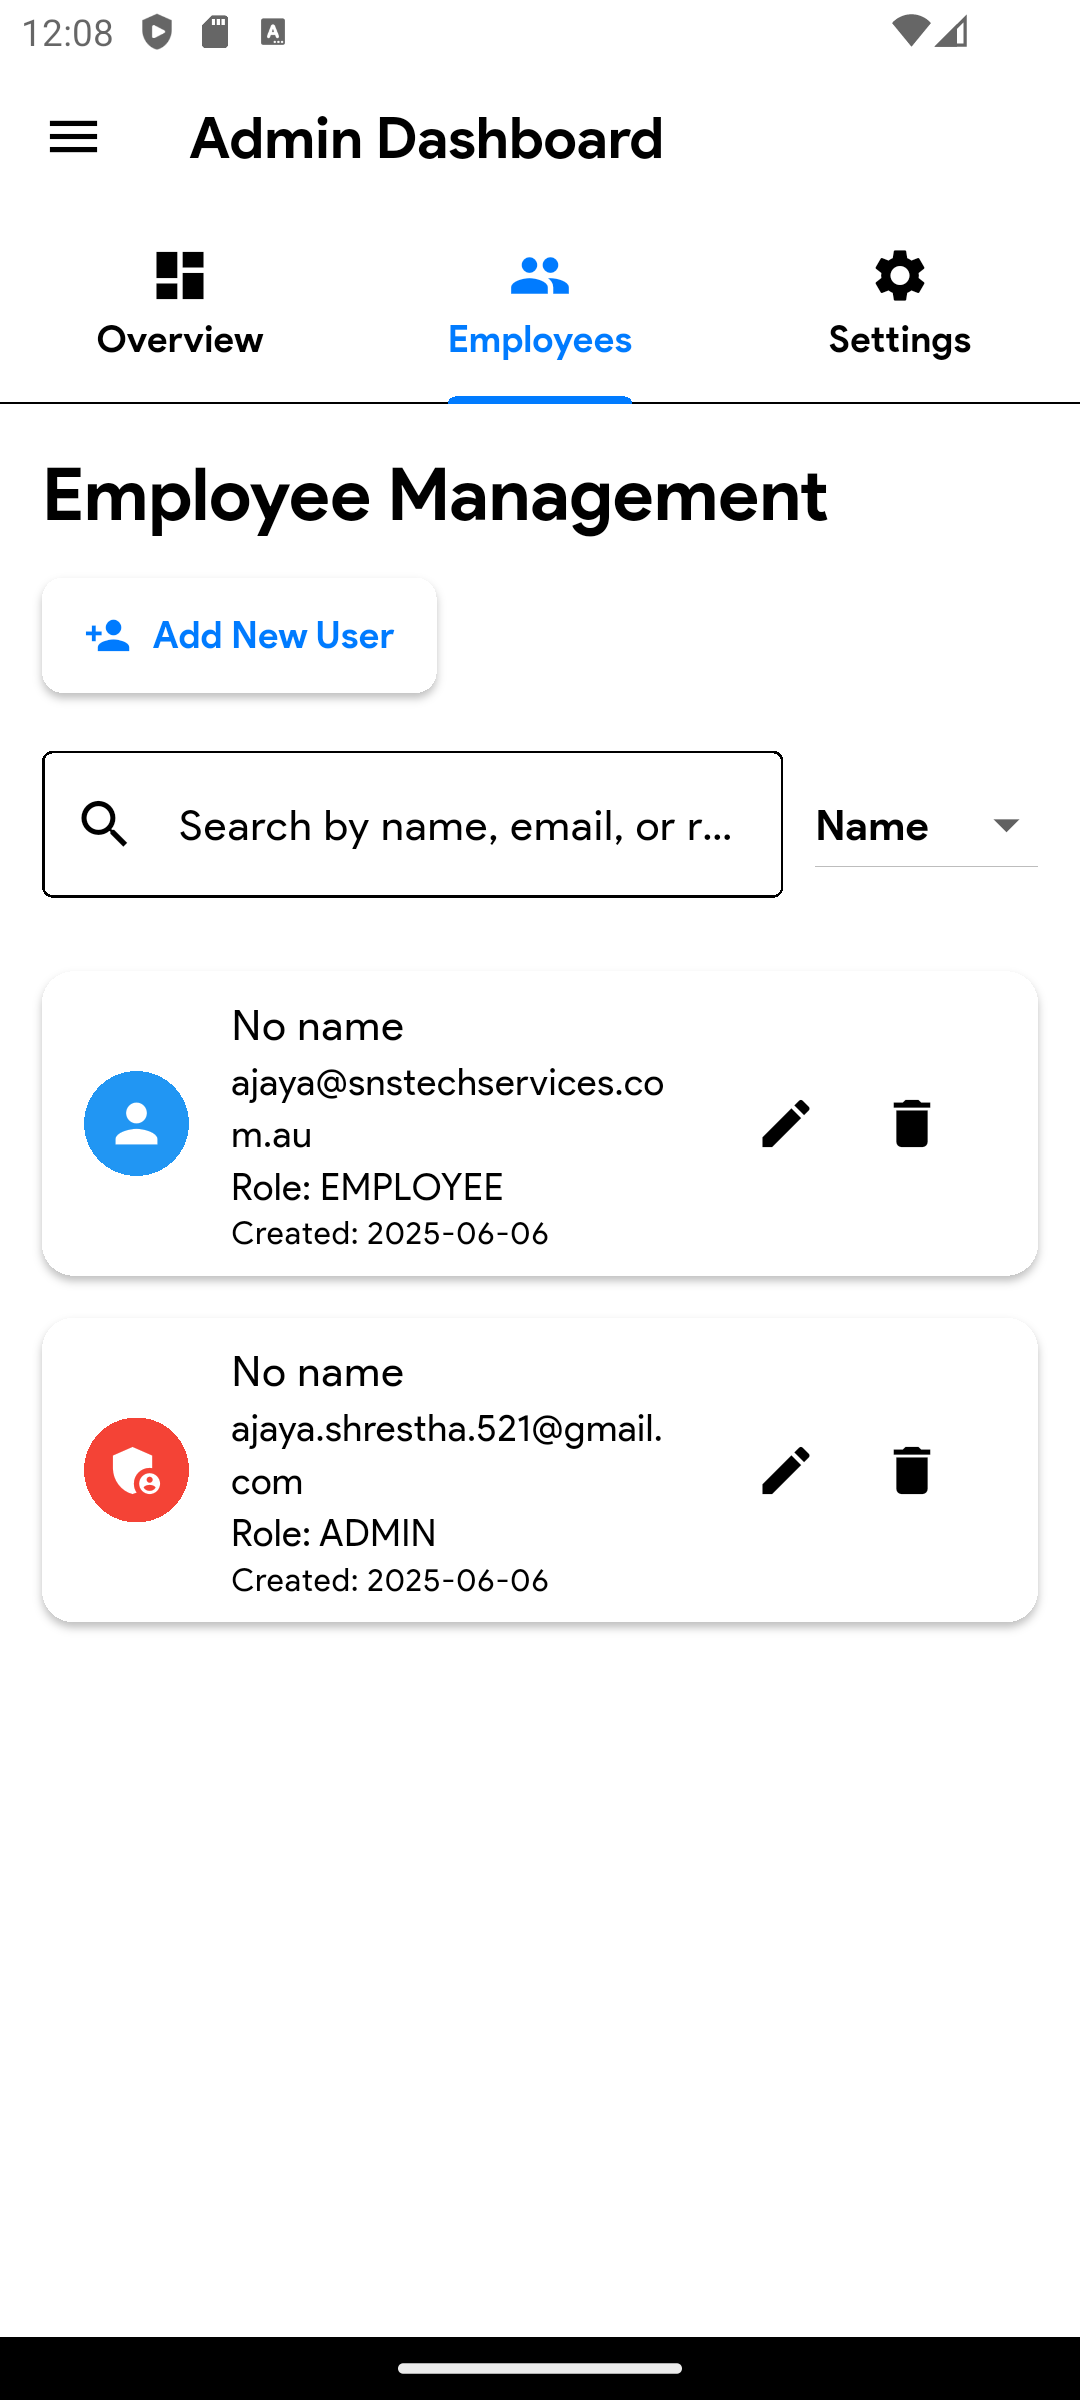 12:08
Admin Dashboard
Overview
Employees
Settings
Employee Management
Add New User
Search by name, email, or r...
Name
No name
ajaya@snstechservices.co
m.au
Role: EMPLOYEE
Created: 2025-06-06
No name
ajaya.shrestha.521@gmail.
com
Role: ADMIN
Created: 2025-06-06